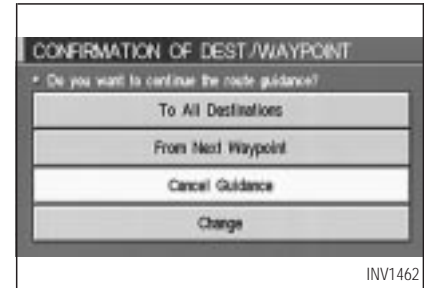 CONFIRMATION OF DEST./WAYPOINT
• Do you want to continue the route guidance?
To All Destinations
From Next Waypoint
Cancel Guidance
Change
INV1462